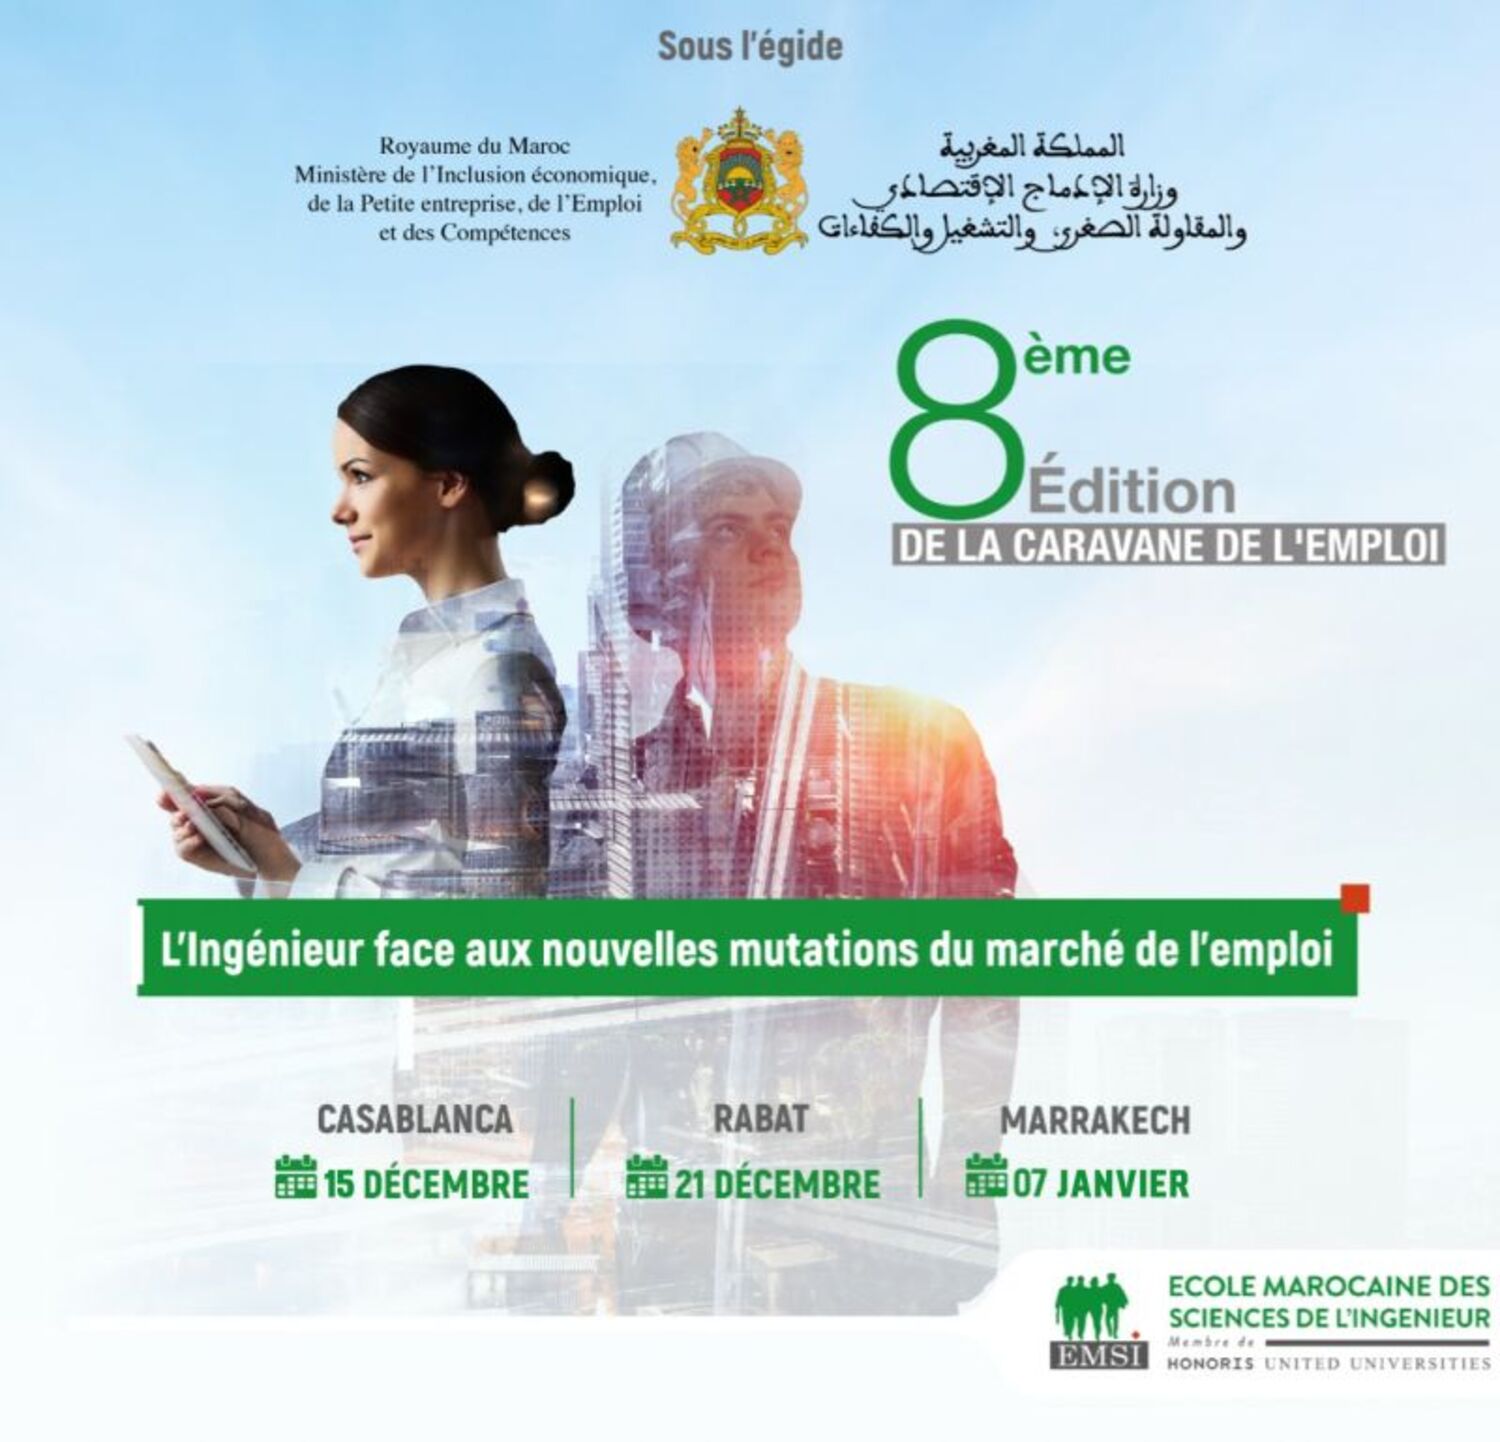 Sous l'égide
Royaume du Maroc
Ministère de l'Inclusion économique,
de la Petite entreprise, de l'Emploi
et des Compétences
المملكة المغربية
وزارة الإدماج الاقتصادي
والمقاولة الصغرى والتشغيل والكفاءات
8ème
Édition
DE LA CARAVANE DE L'EMPLOI
L'Ingénieur face aux nouvelles mutations du marché de l'emploi
CASABLANCA
15 DÉCEMBRE
RABAT
21 DÉCEMBRE
MARRAKECH
07 JANVIER
EMSI
ECOLE MAROCAINE DES
SCIENCES DE L'INGENIEUR
Membre de
HONORIS UNITED UNIVERSITIES